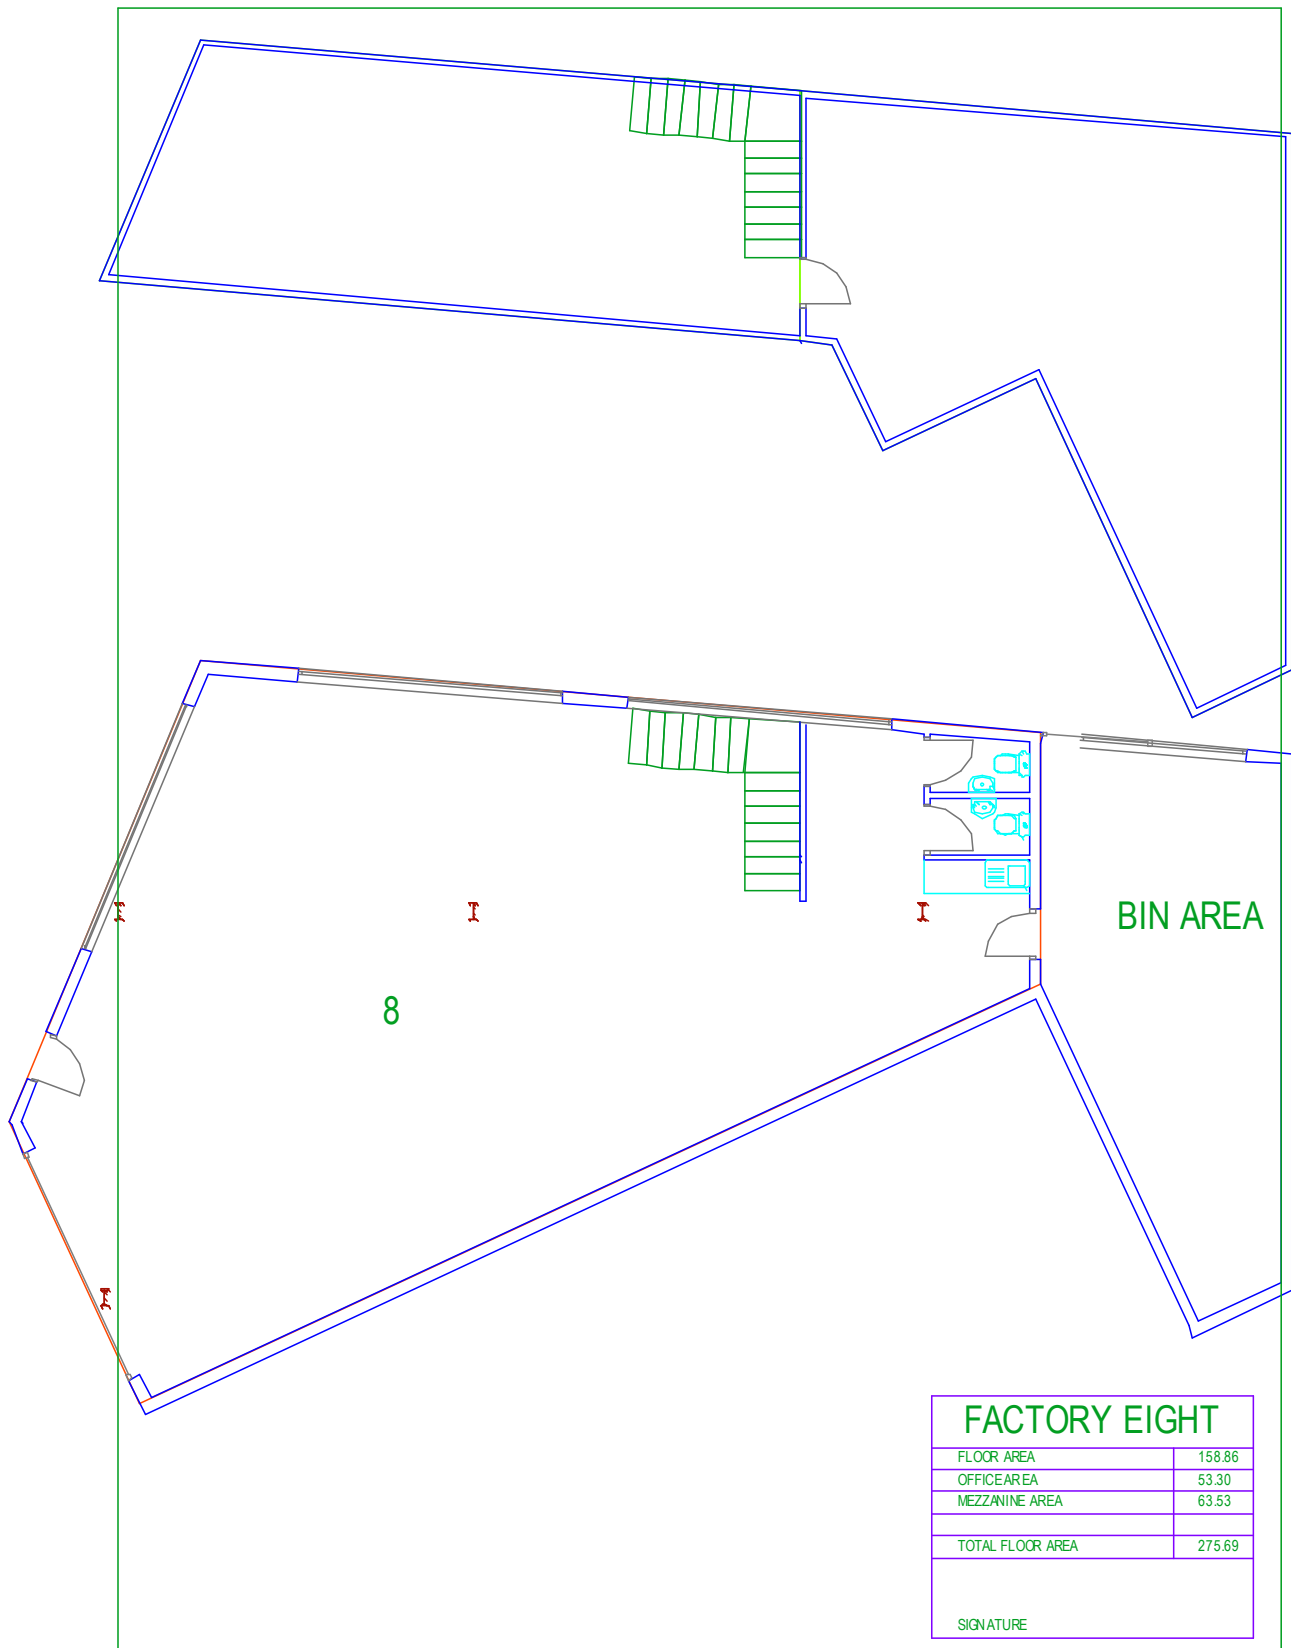 BIN AREA
8
FACTORY EIGHT
FLOOR AREA 158.86
OFFICE AREA 53.30
MEZZANINE AREA 63.53
TOTAL FLOOR AREA 275.69
SIGNATURE